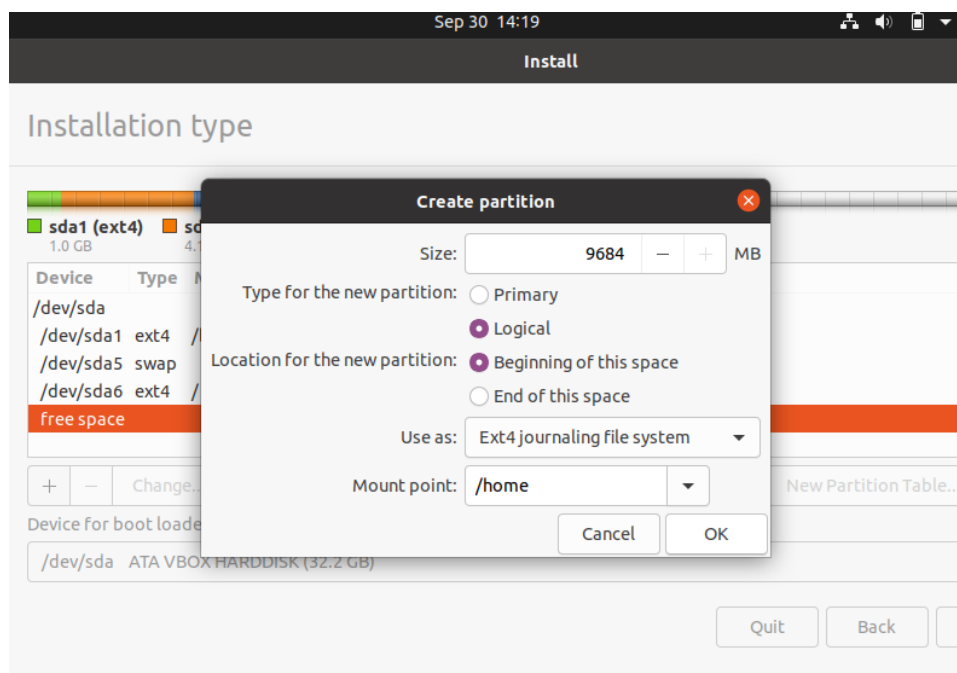 Sep 30 14:19
Install
Installation type
Create partition
sda1 (ext4)
1.0 GB
Size: 9684 — + MB
Device Type
Type for the new partition: Primary
/dev/sda
Logical
/dev/sda1 ext4
Location for the new partition: Beginning of this space
/dev/sda5 swap
/dev/sda6 ext4 /
End of this space
free space
Use as: Ext4 journaling file system
+ — Change..
Mount point: /home
New Partition Table..
Device for boot loade
Cancel OK
/dev/sda ATA VBOX HARDDISK (32.2 GB)
Quit Back